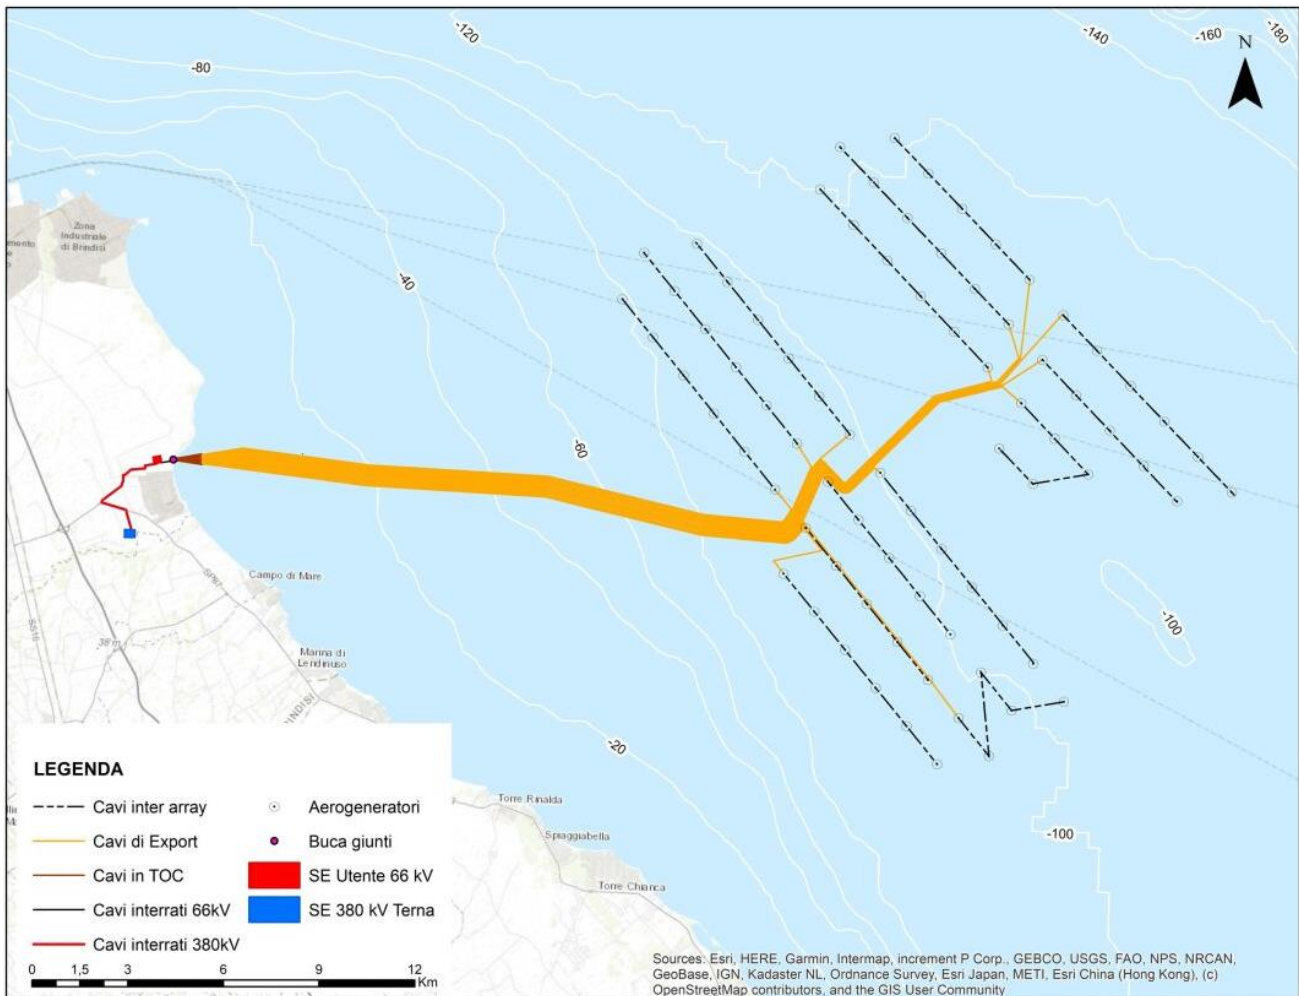 -120
-140
-160
-180
N
-80
Zona
Industriale
di Brindisi
-40
-60
SP87
Campo di Mare
-100
38 m
SS16
Marina di
Lendinuso
BRINDISI
-20
LEGENDA
Cavi inter array
Aerogeneratori
Cavi di Export
Buca giunti
Cavi in TOC
SE Utente 66 kV
Cavi interrati 66kV
SE 380 kV Terna
Cavi interrati 380kV
0 1,5 3 6 9 12
Km
Torre Rinalda
Spiaggiabella
-100
Torre Chianca
Sources: Esri, HERE, Garmin, Intermap, increment P Corp., GEBCO, USGS, FAO, NPS, NRCAN,
GeoBase, IGN, Kadaster NL, Ordnance Survey, Esri Japan, METI, Esri China (Hong Kong), (c)
OpenStreetMap contributors, and the GIS User Community